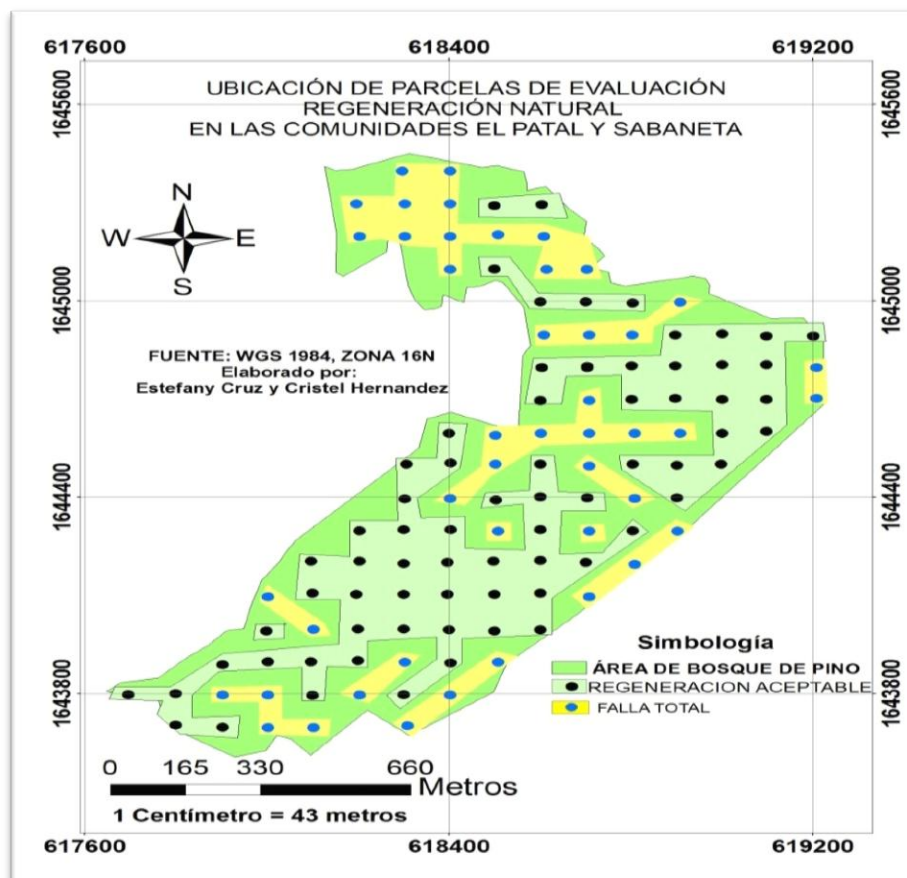 617600 618400 619200
UBICACIÓN DE PARCELAS DE EVALUACIÓN
REGENERACIÓN NATURAL
EN LAS COMUNIDADES EL PATAL Y SABANETA
1645600 1645600
N
W E
S
1645000 1645000
FUENTE: WGS 1984, ZONA 16N
Elaborado por:
Estefany Cruz y Cristel Hernandez
1644400 1644400
Simbología
ÁREA DE BOSQUE DE PINO
REGENERACION ACEPTABLE
FALLA TOTAL
1643800 1643800
0 165 330 660
Metros
1 Centímetro = 43 metros
617600 618400 619200